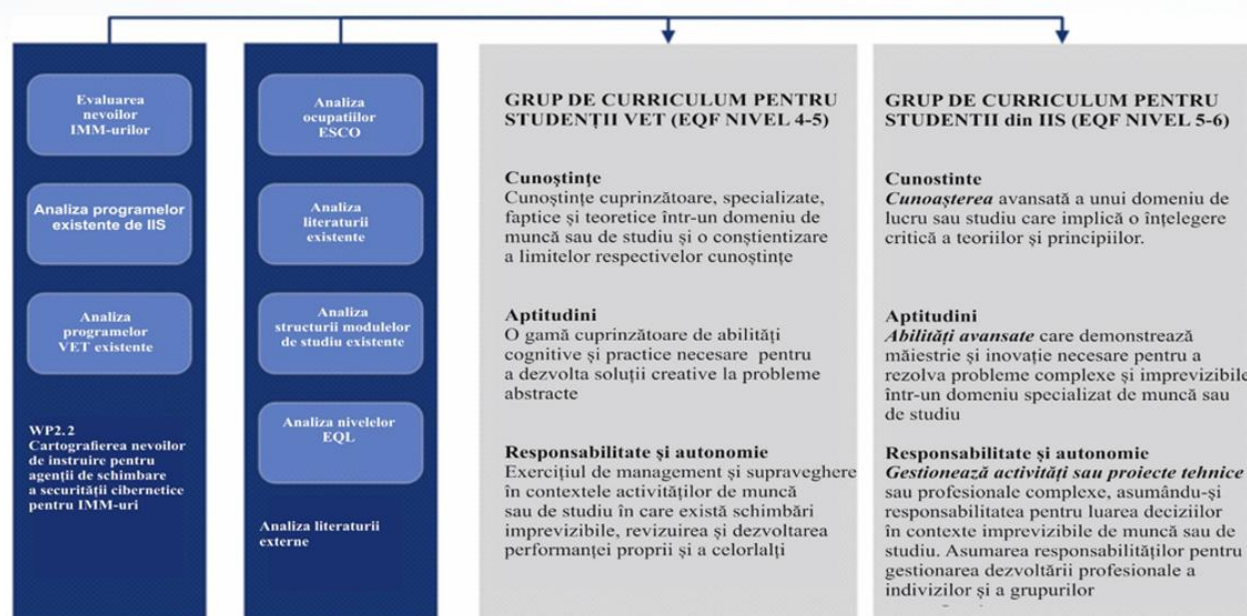 Evaluarea
nevoilor
IMM-urilor
Analiza programelor
existente de IIS
Analiza
programelor
VET existente
WP2.2
Cartografierea nevoilor
de instruire pentru
agenții de schimbare
a securității cibernetice
pentru IMM-uri
Analiza
ocupatiilor
ESCO
Analiza
literaturii
existente
Analiza
structurii modulelor
de studiu existente
Analiza nivelelor
EQL
Analiza literaturii
externe
GRUP DE CURRICULUM PENTRU
STUDENȚII VET (EQF NIVEL 4-5)
Cunoștințe
Cunoștințe cuprinzătoare, specializate,
faptice și teoretice într-un domeniu de
muncă sau de studiu și o conștientizare
a limitelor respectivelor cunoștințe
Aptitudini
O gamă cuprinzătoare de abilități
cognitive și practice necesare pentru
a dezvolta soluții creative la probleme
abstracte
Responsabilitate și autonomie
Exercițiul de management și supraveghere
în contextele activităților de muncă
sau de studiu în care există schimbări
imprevizibile, revizuirea și dezvoltarea
performanței proprii și a celorlalți
GRUP DE CURRICULUM PENTRU
STUDENTII din IIS (EQF NIVEL 5-6)
Cunostinte
Cunoașterea avansată a unui domeniu de
lucru sau studiu care implică o înțelegere
critică a teoriilor și principiilor.
Aptitudini
Abilități avansate care demonstrează
măiestrie și inovație necesare pentru a
rezolva probleme complexe și imprevizibile
într-un domeniu specializat de muncă sau
de studiu
Responsabilitate și autonomie
Gestionează activități sau proiecte tehnice
sau profesionale complexe, asumându-și
responsabilitatea pentru luarea deciziilor
în contexte imprevizibile de muncă sau de
studiu. Asumarea responsabilităților pentru
gestionarea dezvoltării profesionale a
indivizilor și a grupurilor